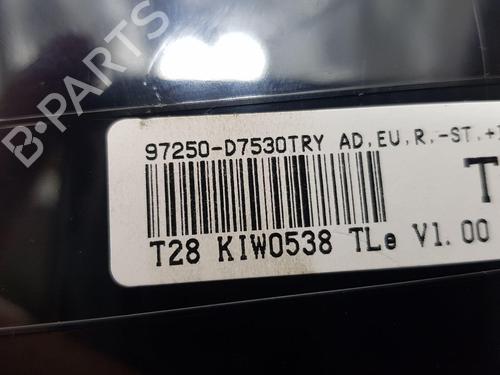 B-PARTS
97250-D7530TRY AD,EU,R,-ST,+
T
T28 KIW0538 TLe V1.00